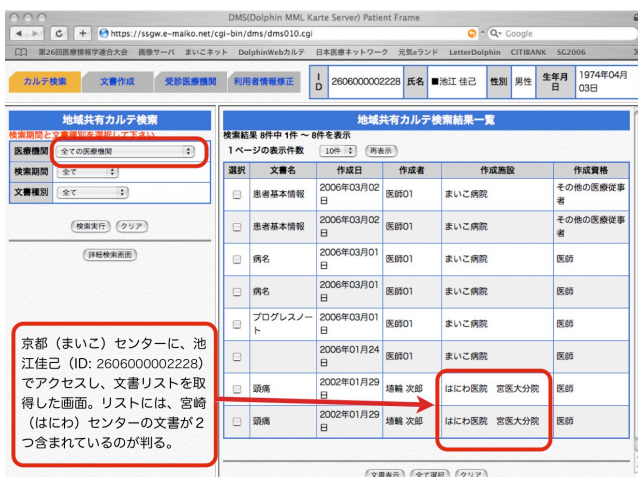 DMS(Dolphin MML Karte Server) Patient Frame
https://ssgw.e-maiko.net/cgi-bin/dms/dms010.cgi
Google
第26回医療情報学連合大会 画像サーバ まいこネット DolphinWebカルテ 日本医療ネットワーク 元気eランド LetterDolphin CITIBANK SG2006
カルテ検索 文書作成 受診医療機関 利用者情報修正 ID 2606000002228 氏名 ■池江 佳己 性別 男性 生年月日 1974年04月03日
地域共有カルテ検索
検索期間と文書種別を選択して下さい
医療機関 全ての医療機関
検索期間 全て
文書種別 全て
検索実行 クリア
詳細検索画面
地域共有カルテ検索結果一覧
検索結果 8件中 1件 〜 8件を表示
1ページの表示件数 10件 再表示
選択 文書名 作成日 作成者 作成施設 作成資格
患者基本情報 2006年03月02日 医師01 まいこ病院 その他の医療従事者
患者基本情報 2006年03月02日 医師01 まいこ病院 その他の医療従事者
病名 2006年03月01日 医師01 まいこ病院 医師
病名 2006年03月01日 医師01 まいこ病院 医師
プログレスノート 2006年03月01日 医師01 まいこ病院 医師
2006年01月24日 医師01 まいこ病院 医師
頭痛 2002年01月29日 埴輪 次郎 はにわ医院 宮医大分院 医師
頭痛 2002年01月29日 埴輪 次郎 はにわ医院 宮医大分院 医師
文書表示 全て選択 クリア
京都（まいこ）センターに、池
江佳己（ID: 2606000002228）
でアクセスし、文書リストを取
得した画面。リストには、宮崎
（はにわ）センターの文書が２
つ含まれているのが判る。